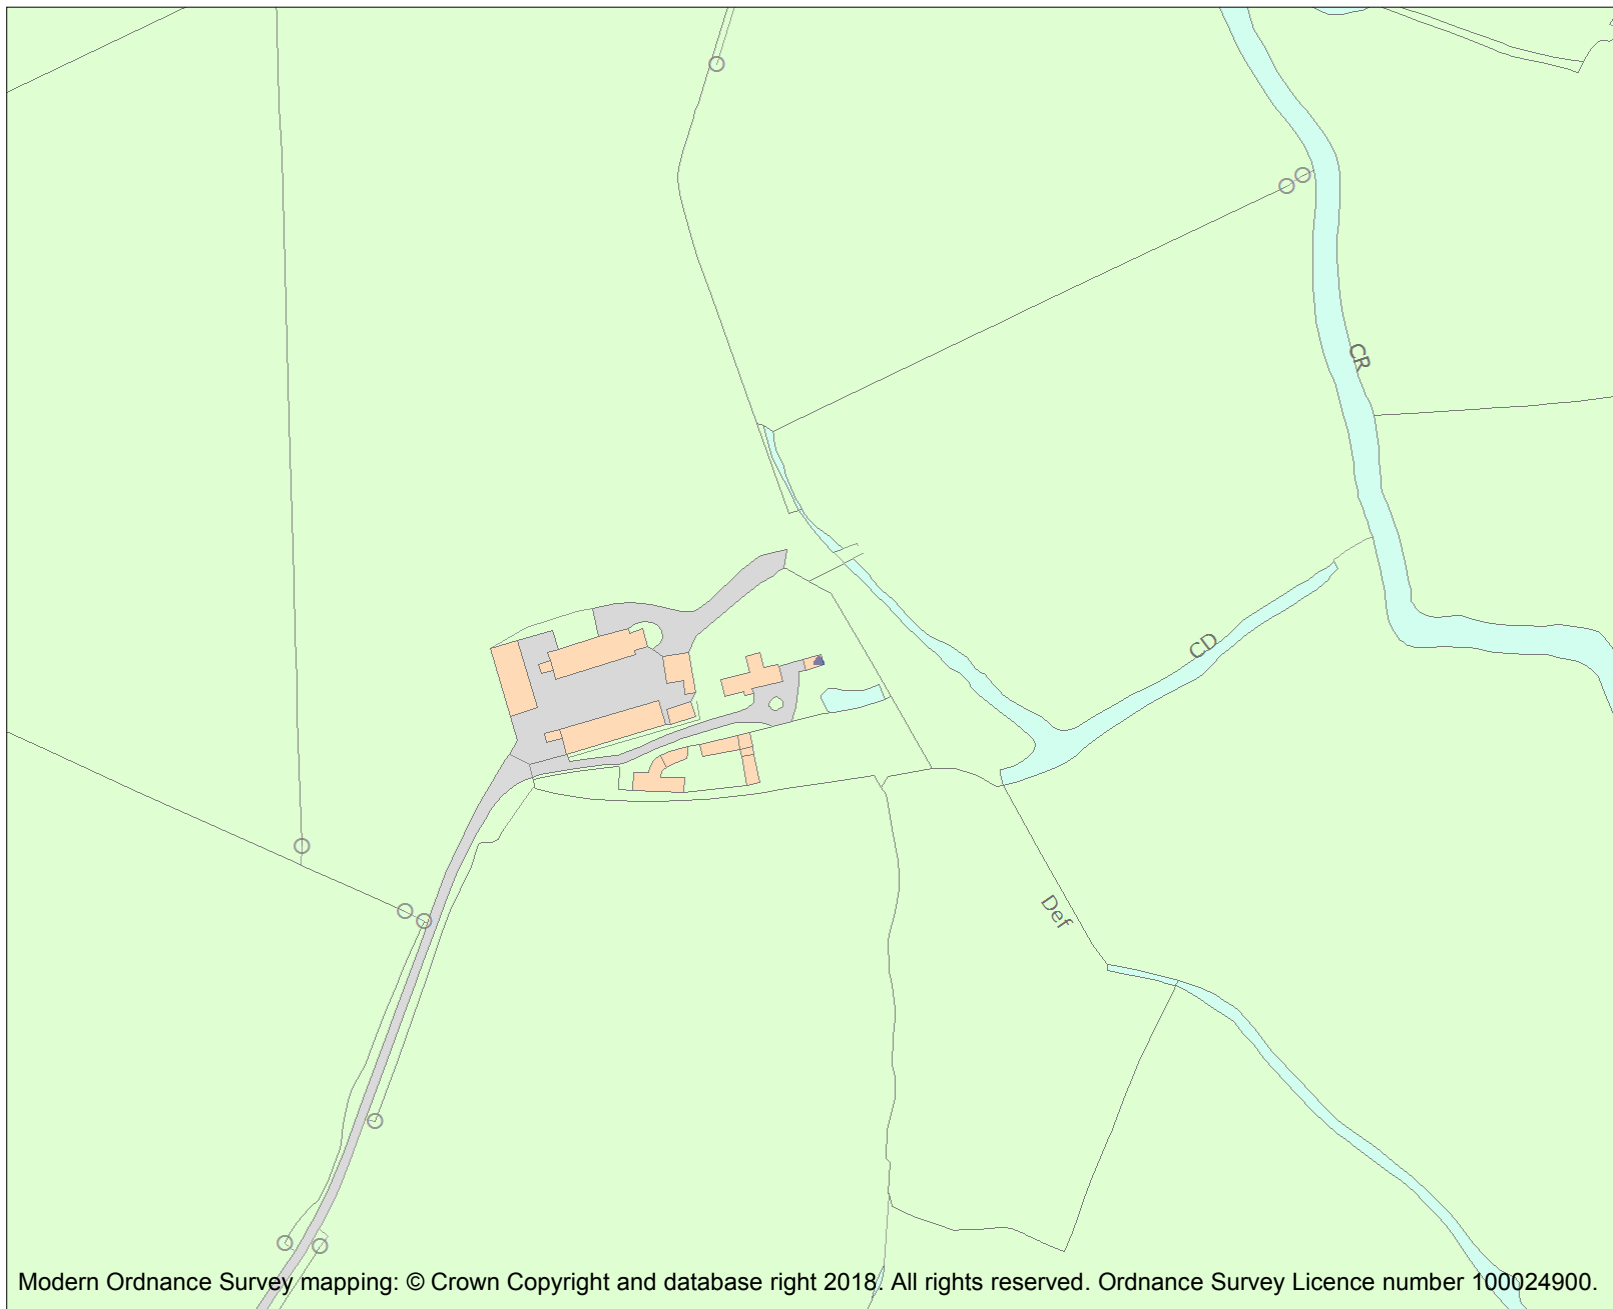 CR
CD
Def
Modern Ordnance Survey mapping: © Crown Copyright and database right 2018. All rights reserved. Ordnance Survey Licence number 100024900.